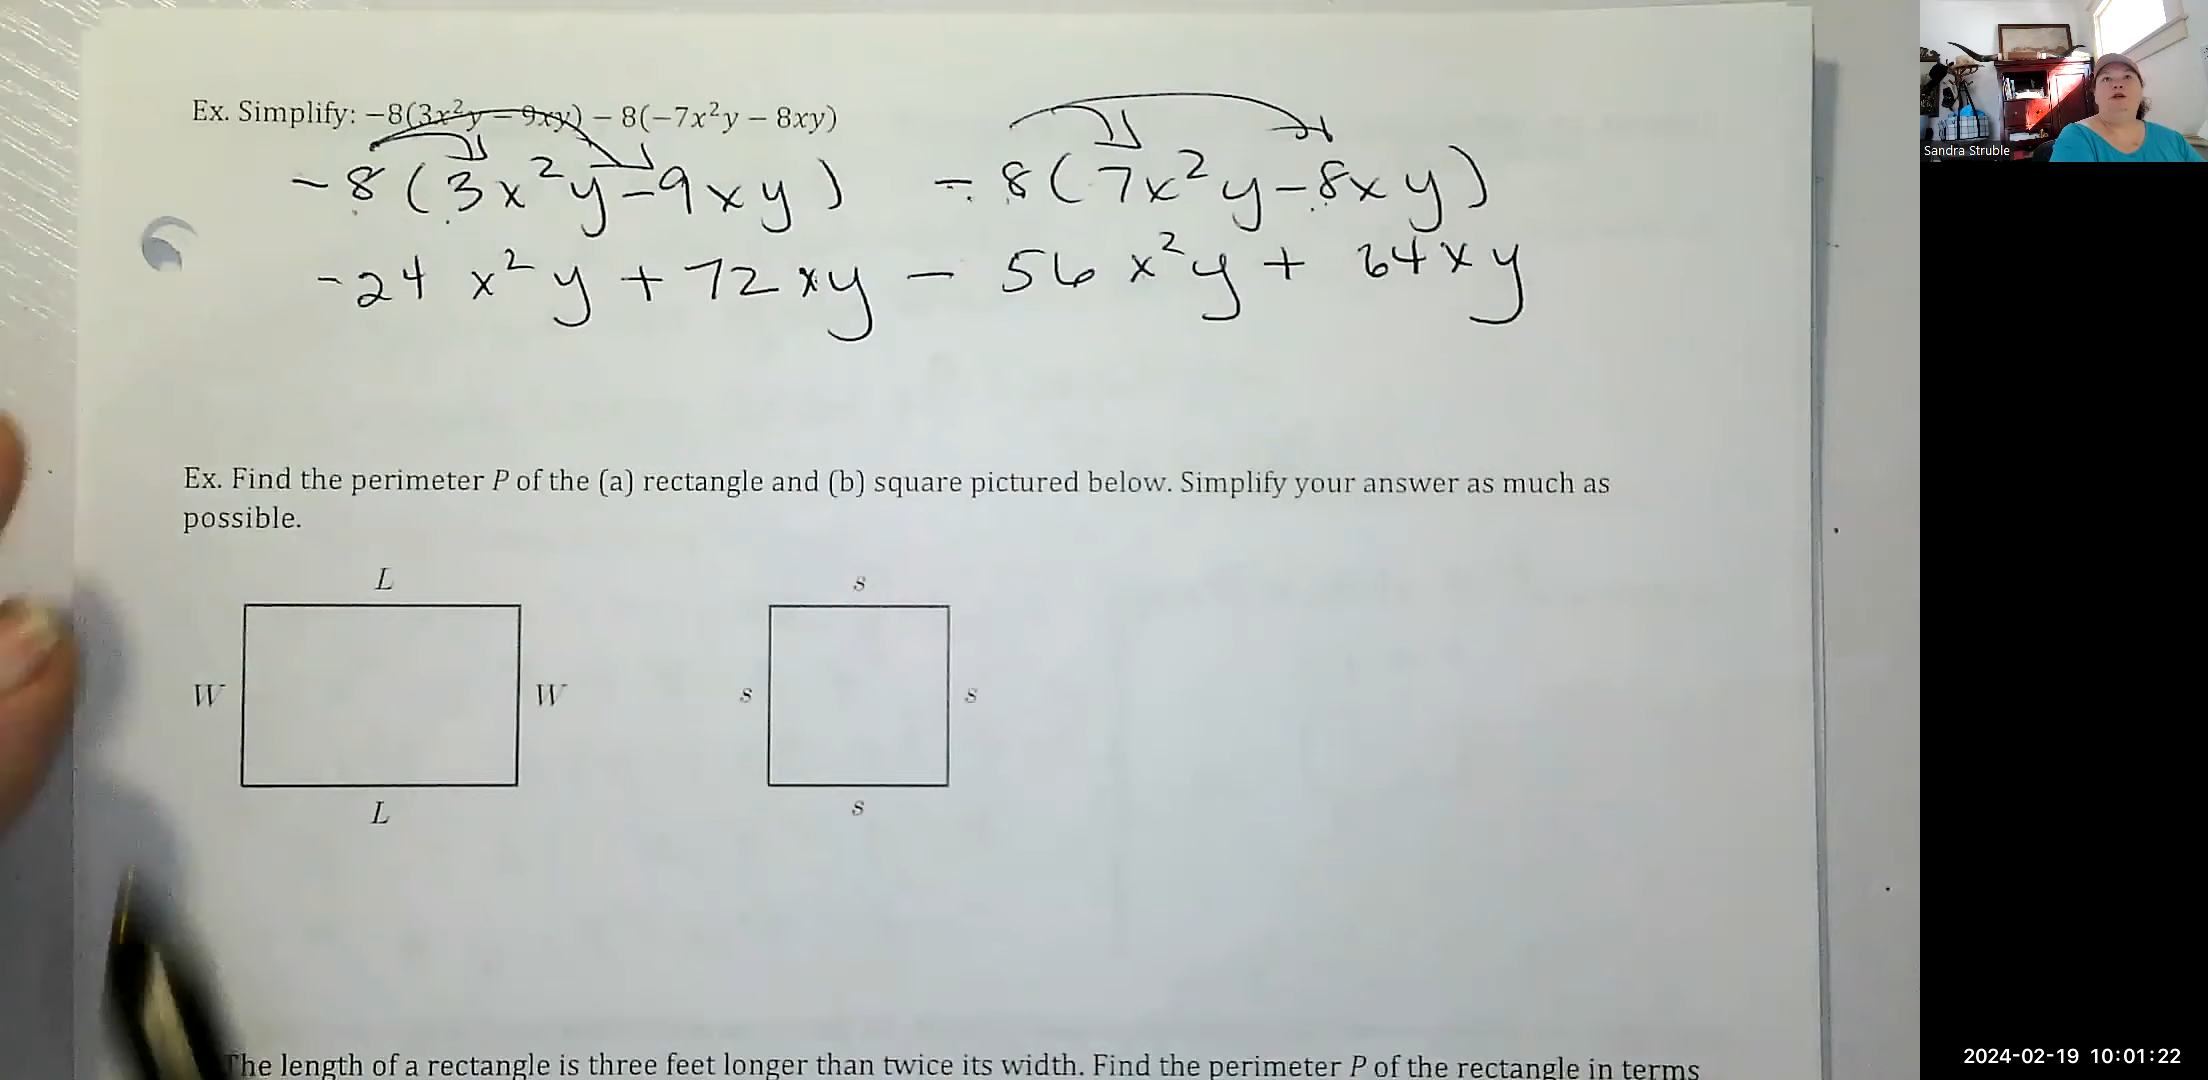 Ex. Simplify: −8(3x²y − 9xy) − 8(−7x²y − 8xy)
-8(3x²y-9xy) -8(7x²y-8xy)
-24x²y+72xy - 56x²y + 64xy
Ex. Find the perimeter P of the (a) rectangle and (b) square pictured below. Simplify your answer as much as
possible.
L
s
W
W
s
s
L
s
The length of a rectangle is three feet longer than twice its width. Find the perimeter P of the rectangle in terms
Sandra Struble
2024-02-19 10:01:22